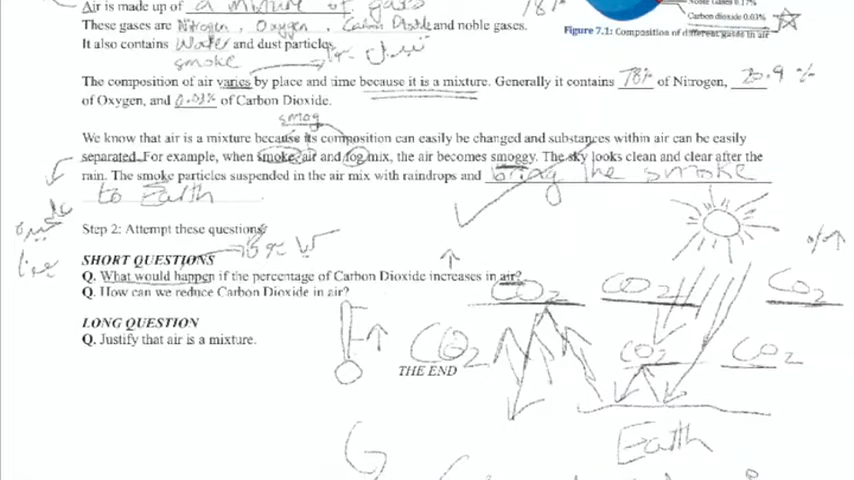 Air is made up of a mixture of gases
78%
Noble Gases 0.17%
Carbon dioxide 0.03%
Figure 7.1: Composition of different gases in air
These gases are Nitrogen, Oxygen, Carbon Dioxide and noble gases.
It also contains Water and dust particles.
smoke
The composition of air varies by place and time because it is a mixture. Generally it contains 78% of Nitrogen, 20.9 %
of Oxygen, and 0.03% of Carbon Dioxide.
smog
We know that air is a mixture because its composition can easily be changed and substances within air can be easily
separated. For example, when smoke, air and fog mix, the air becomes smoggy. The sky looks clean and clear after the
rain. The smoke particles suspended in the air mix with raindrops and bring the smoke
to Earth
Step 2: Attempt these questions:
SHORT QUESTIONS
Q. What would happen if the percentage of Carbon Dioxide increases in air?
Q. How can we reduce Carbon Dioxide in air?
LONG QUESTION
Q. Justify that air is a mixture.
THE END
%
CO2 CO2 CO2
CO2 CO2 CO2
Earth